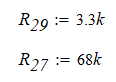 R29 := 3.3k
R27 := 68k